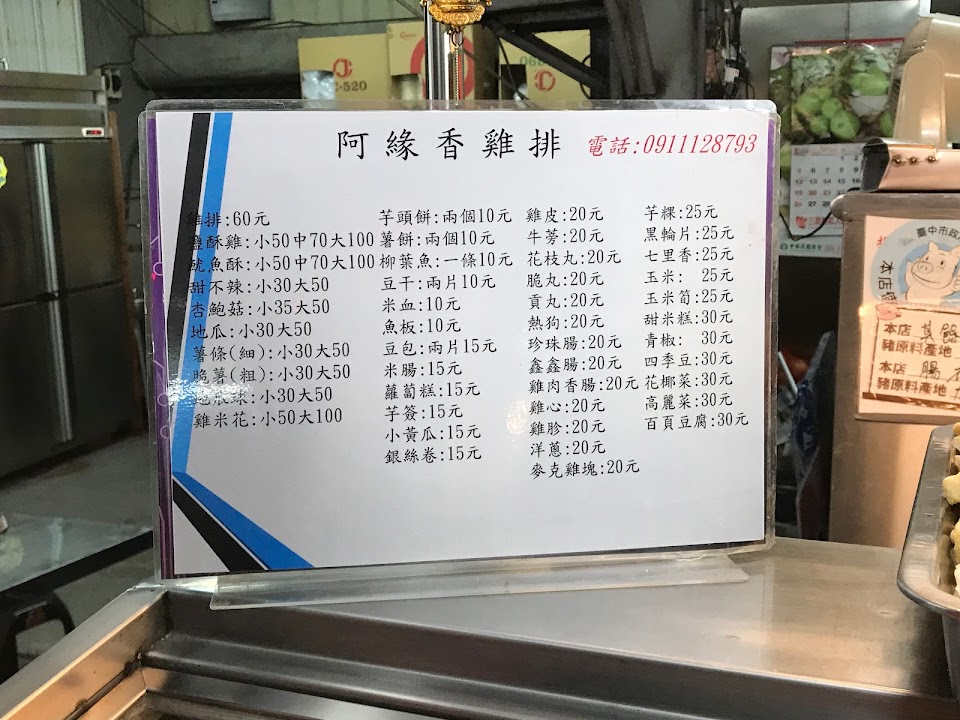 阿緣香雞排
電話:0911128793
雞排:60元
鹽酥雞:小50中70大100
魷魚酥:小50中70大100
甜不辣:小30大50
杏鮑菇:小35大50
地瓜:小30大50
薯條(細):小30大50
脆薯(粗):小30大50
地瓜球:小30大50
雞米花:小50大100
芋頭餅:兩個10元
薯餅:兩個10元
柳葉魚:一條10元
豆干:兩片10元
米血:10元
魚板:10元
豆包:兩片15元
米腸:15元
蘿蔔糕:15元
芋簽:15元
小黃瓜:15元
銀絲卷:15元
雞皮:20元
牛蒡:20元
花枝丸:20元
脆丸:20元
貢丸:20元
熱狗:20元
珍珠腸:20元
鑫鑫腸:20元
雞肉香腸:20元
雞心:20元
雞胗:20元
洋蔥:20元
麥克雞塊:20元
芋粿:25元
黑輪片:25元
七里香:25元
玉米: 25元
玉米筍:25元
甜米糕:30元
青椒: 30元
四季豆:30元
花椰菜:30元
高麗菜:30元
百頁豆腐:30元
臺中市政
本店
本店
豬原料產地
本店 腸
豬原料產地